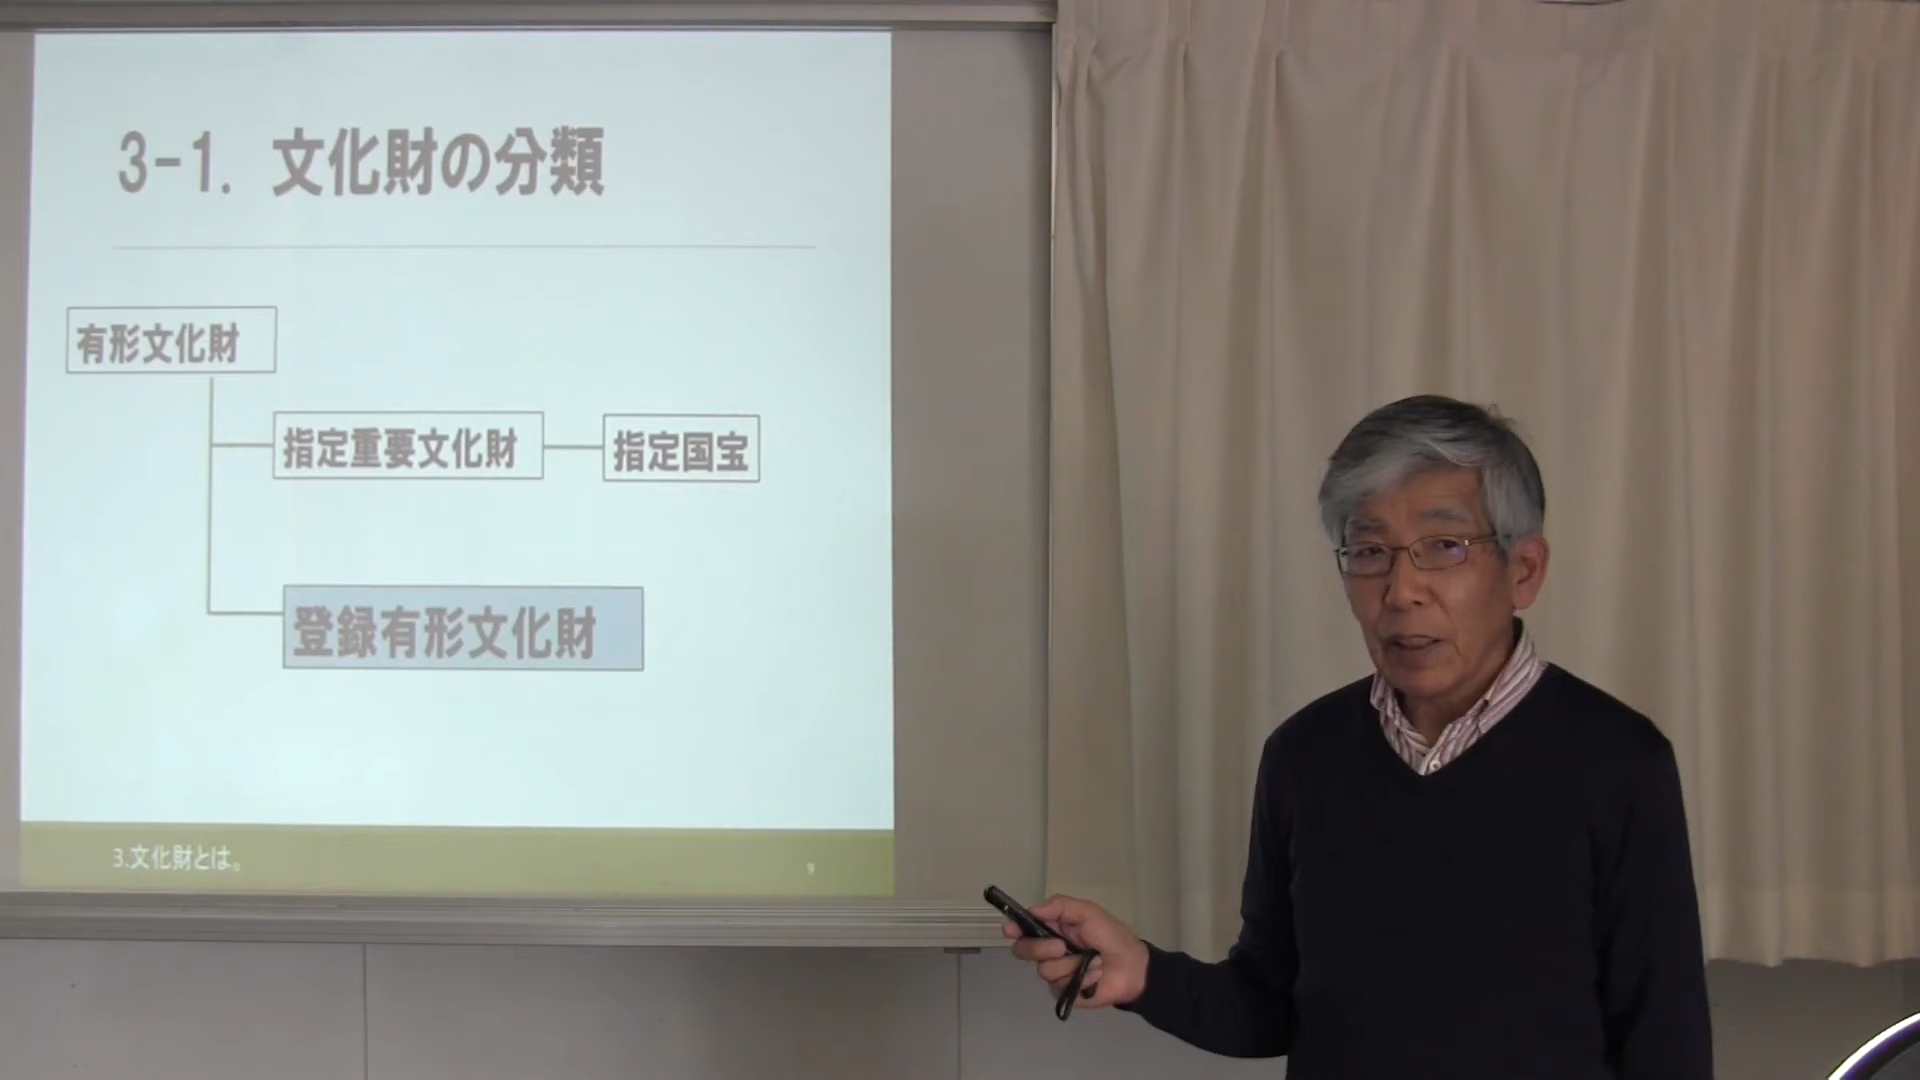 3-1. 文化財の分類
有形文化財
指定重要文化財
指定国宝
登録有形文化財
3.文化財とは。
9